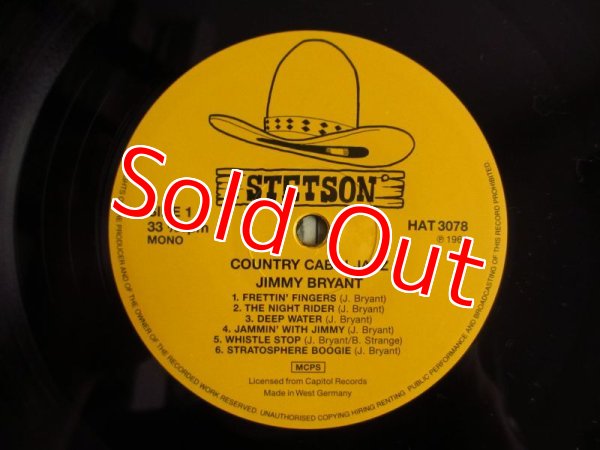 STETSON
Sold Out
SIDE 1
33
MONO
HAT 3078
COUNTRY
JIMMY BRYANT
1. FRETTIN' FINGERS (J. Bryant)
2. THE NIGHT RIDER (J. Bryant)
3. DEEP WATER (J. Bryant)
4. JAMMIN' WITH JIMMY (J. Bryant)
5. WHISTLE STOP (J. Bryant/B. Strange)
6. STRATOSPHERE BOOGIE (J. Bryant)
MCPS
Licensed from Capitol Records
Made in West Germany
THE PRODUCER AND OF THE OWNER OF THE RECORDED WORK RESERVED. UNAUTHORISED COPYING HIRING RENTING, PUBLIC PERFORMANCE AND BROADCASTING OF THIS RECORD PROHIBITED.